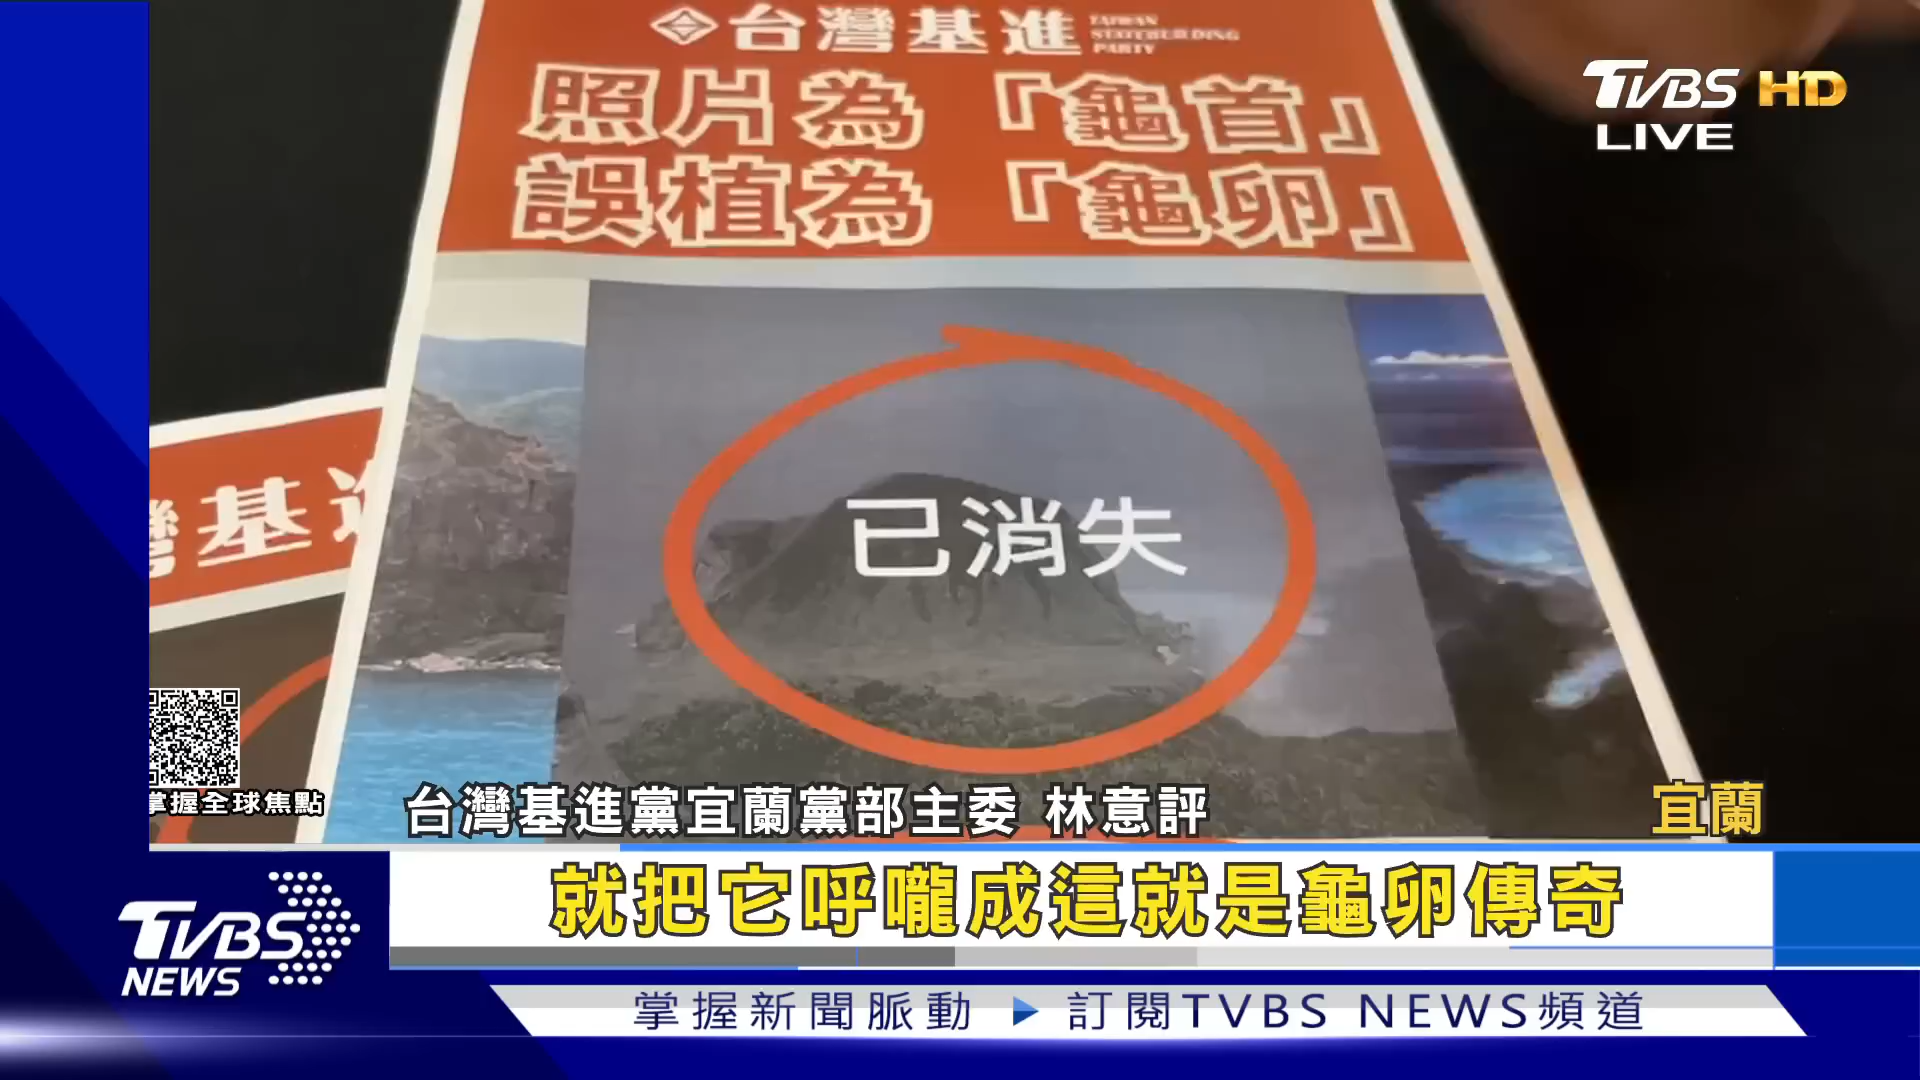 台灣基進 TAIWAN STATEBUILDING PARTY
照片為「龜首」
誤植為「龜卵」
TVBS HD
LIVE
已消失
灣基進
掌握全球焦點
台灣基進黨宜蘭黨部主委 林意評
宜蘭
就把它呼嚨成這就是龜卵傳奇
TVBS NEWS
掌握新聞脈動 ▶ 訂閱TVBS NEWS頻道